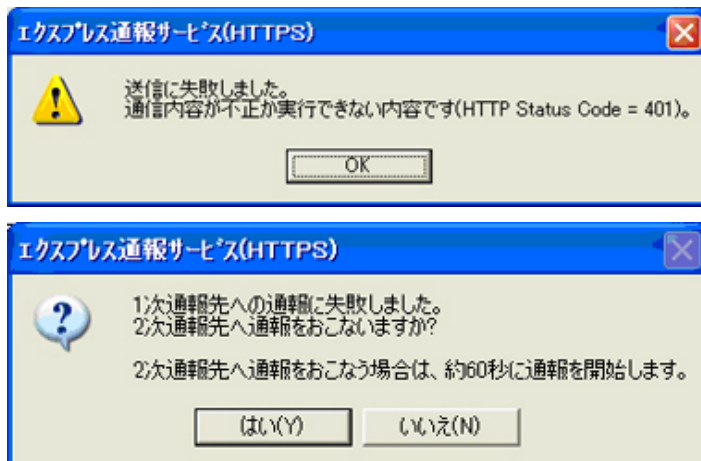 エクスプレス通報サービス(HTTPS)
送信に失敗しました。
通信内容が不正か実行できない内容です(HTTP Status Code = 401)。
OK
エクスプレス通報サービス(HTTPS)
1次通報先への通報に失敗しました。
2次通報先へ通報をおこないますか?
2次通報先へ通報をおこなう場合は、約60秒に通報を開始します。
はい(Y)
いいえ(N)